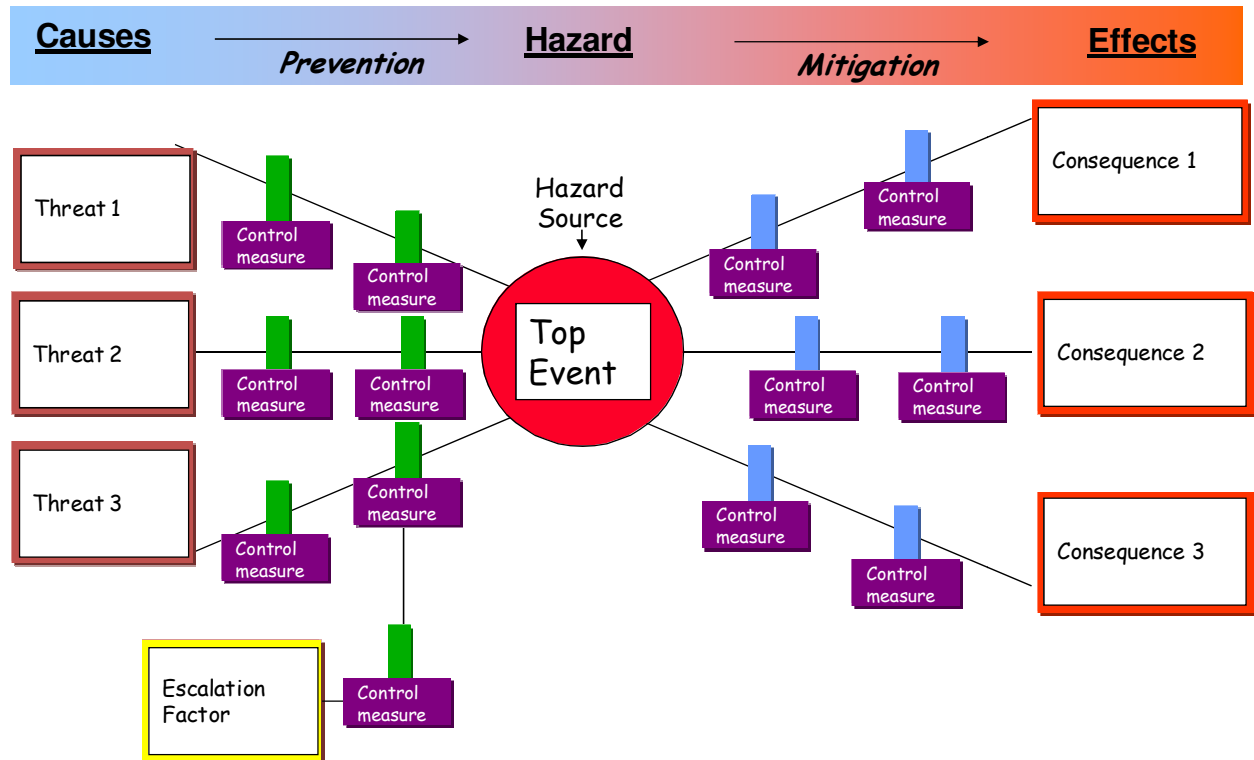 Causes
Prevention
Hazard
Mitigation
Effects
Threat 1
Control
measure
Control
measure
Hazard
Source
Top
Event
Control
measure
Control
measure
Consequence 1
Threat 2
Control
measure
Control
measure
Control
measure
Control
measure
Consequence 2
Threat 3
Control
measure
Control
measure
Control
measure
Control
measure
Consequence 3
Escalation
Factor
Control
measure